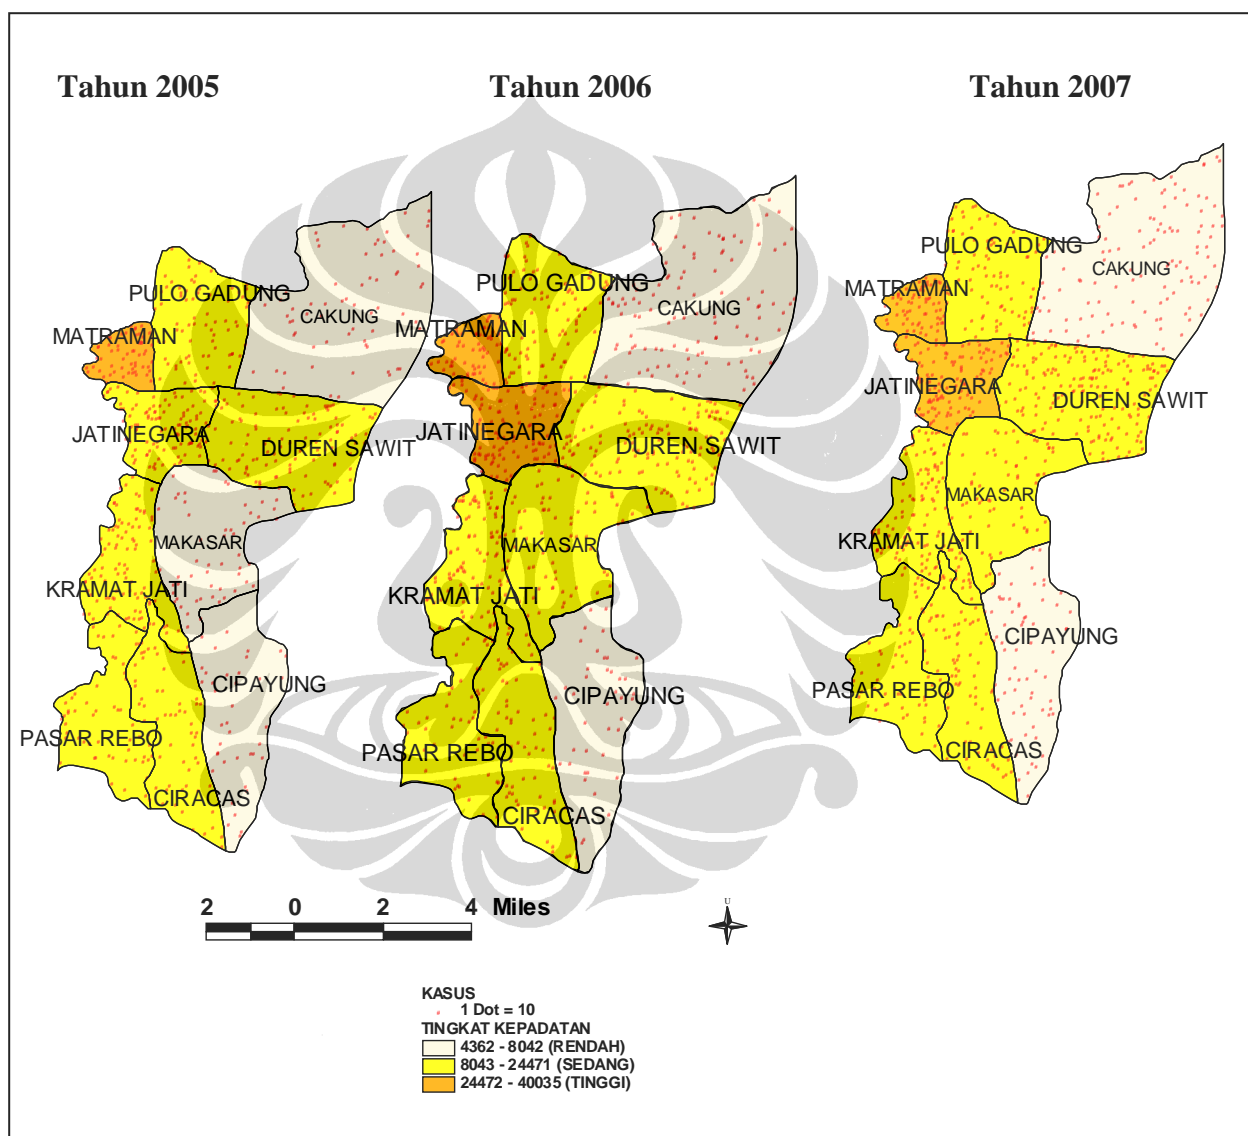 Tahun 2005
Tahun 2006
Tahun 2007
PULO GADUNG
CAKUNG
MATRAMAN
JATINEGARA
DUREN SAWIT
MAKASAR
KRAMAT JATI
CIPAYUNG
PASAR REBO
CIRACAS
PULO GADUNG
CAKUNG
MATRAMAN
JATINEGARA
DUREN SAWIT
MAKASAR
KRAMAT JATI
CIPAYUNG
PASAR REBO
CIRACAS
PULO GADUNG
CAKUNG
MATRAMAN
JATINEGARA
DUREN SAWIT
MAKASAR
KRAMAT JATI
CIPAYUNG
PASAR REBO
CIRACAS
2 0 2 4 Miles
U
KASUS
1 Dot = 10
TINGKAT KEPADATAN
4362 - 8042 (RENDAH)
8043 - 24471 (SEDANG)
24472 - 40035 (TINGGI)